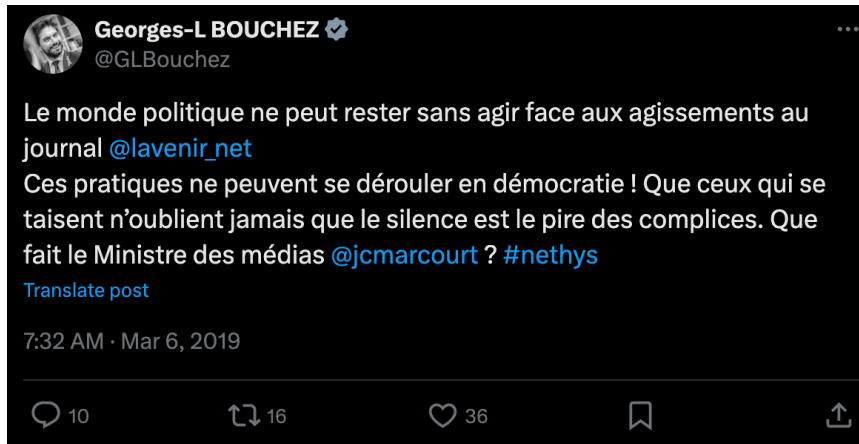 Georges-L BOUCHEZ
@GLBouchez
Le monde politique ne peut rester sans agir face aux agissements au
journal @lavenir_net
Ces pratiques ne peuvent se dérouler en démocratie ! Que ceux qui se
taisent n’oublient jamais que le silence est le pire des complices. Que
fait le Ministre des médias @jcmarcourt ? #nethys
Translate post
7:32 AM · Mar 6, 2019
10 16 36